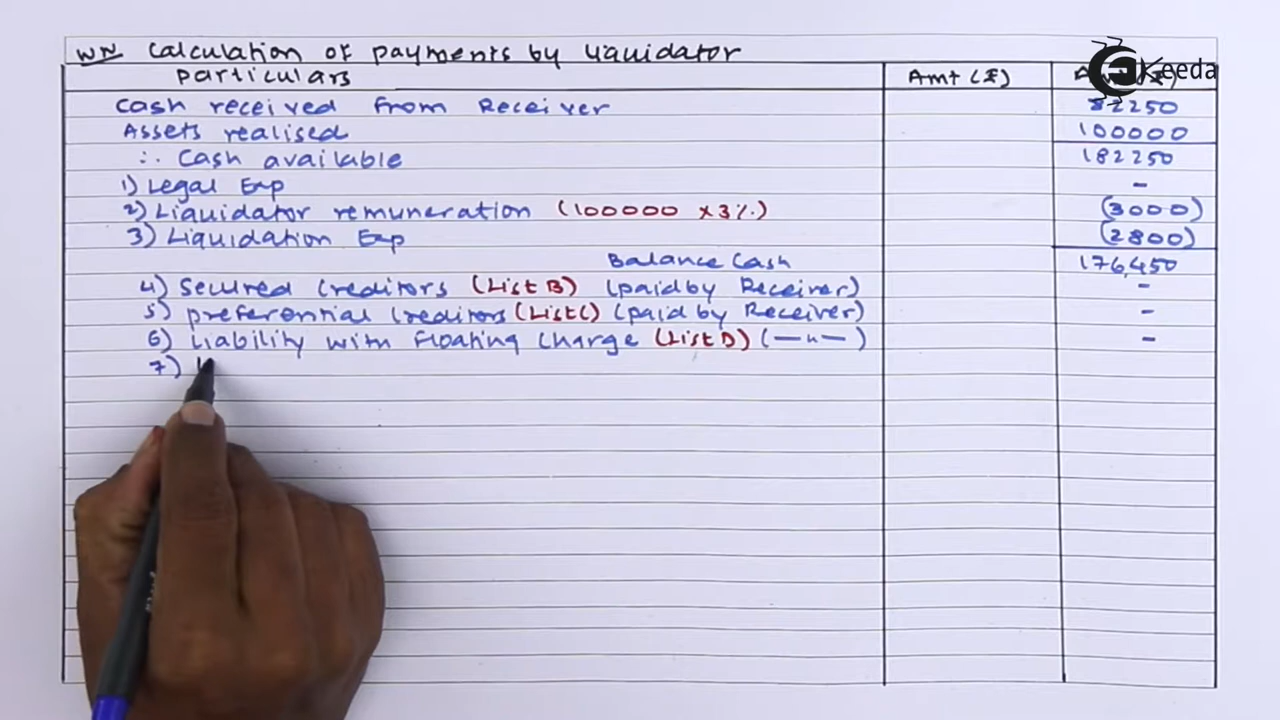 WN Calculation of payments by liquidator
particulars Amt (₹)
Cash received from Receiver 82250
Assets realised 100000
∴ Cash available 182250
1) Legal Exp -
2) Liquidator remuneration (100000 x3%) (3000)
3) Liquidation Exp (2800)
Balance Cash 176,450
4) Secured Creditors (List B) (paid by Receiver) -
5) preferential Creditors (List C) (paid by Receiver) -
6) Liability with Floating Charge (List D) (—"—) -
7)
Keeda